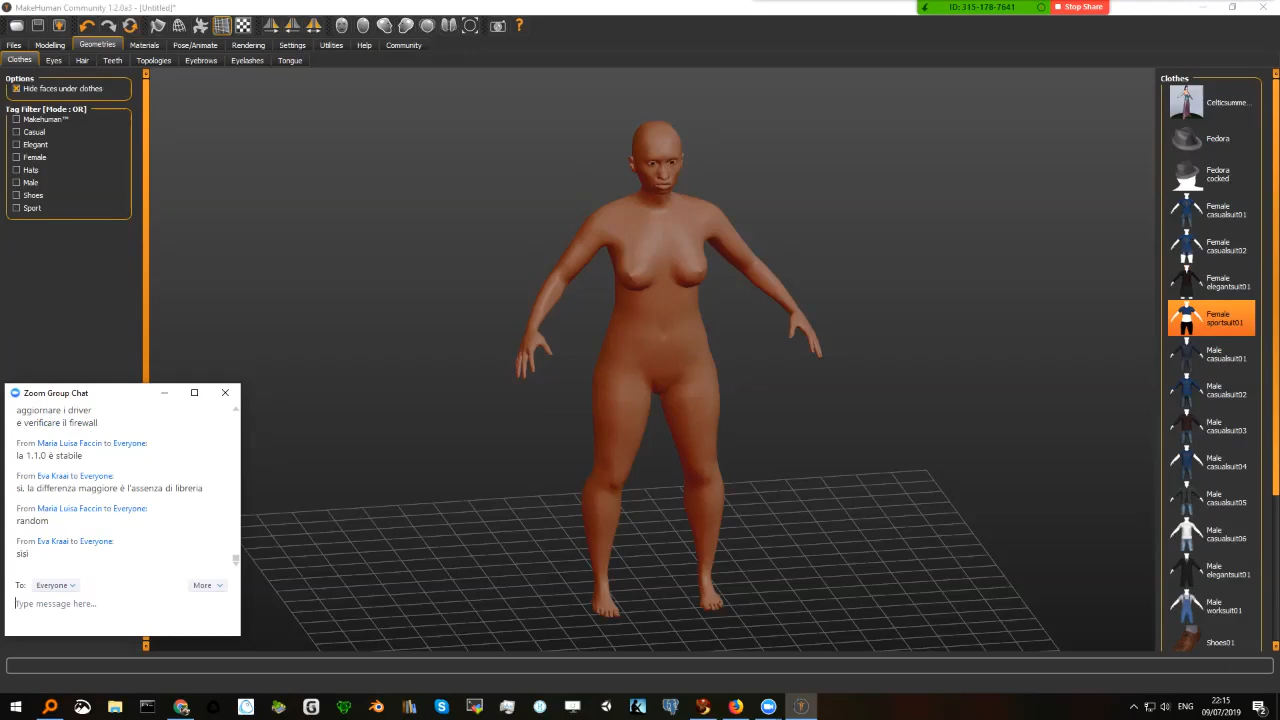 MakeHuman Community 1.2.0a3 - [Untitled]*
ID: 315-178-7641
Stop Share
Files
Modelling
Geometries
Materials
Pose/Animate
Rendering
Settings
Utilities
Help
Community
Clothes
Eyes
Hair
Teeth
Topologies
Eyebrows
Eyelashes
Tongue
Options
Hide faces under clothes
Tag Filter [Mode : OR]
Makehuman™
Casual
Elegant
Female
Hats
Male
Shoes
Sport
Zoom Group Chat
aggiornare i driver
e verificare il firewall
From Maria Luisa Faccin to Everyone:
la 1.1.0 è stabile
From Eva Kraai to Everyone:
si, la differenza maggiore è l'assenza di libreria
From Maria Luisa Faccin to Everyone:
random
From Eva Kraai to Everyone:
sisi
To: Everyone
More
Type message here...
Clothes
Celticsumme...
Fedora
Fedora
cocked
Female
casualsuit01
Female
casualsuit02
Female
elegantsuit01
Female
sportsuit01
Male
casualsuit01
Male
casualsuit02
Male
casualsuit03
Male
casualsuit04
Male
casualsuit05
Male
casualsuit06
Male
elegantsuit01
Male
worksuit01
Shoes01
ENG
22:15
09/07/2019